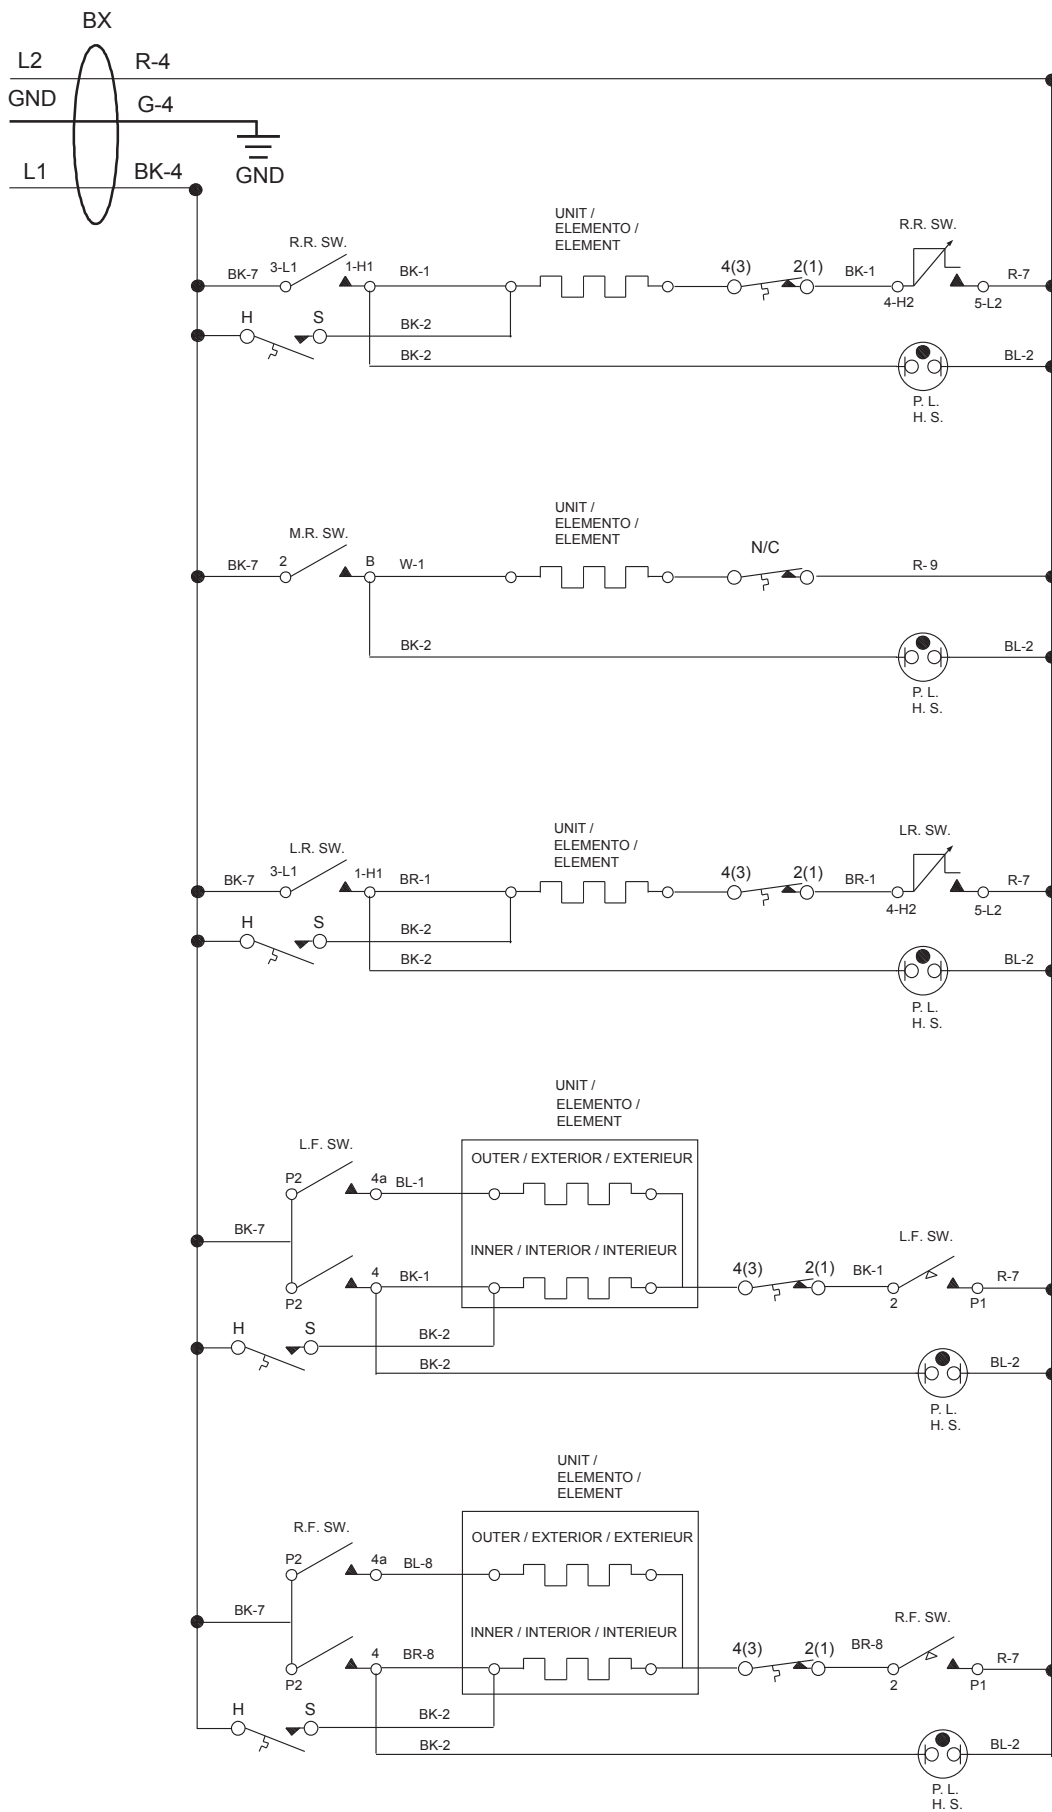 BX
L2
R-4
GND
G-4
L1
BK-4
GND
UNIT /
ELEMENTO /
ELEMENT
R.R. SW.
R.R. SW.
BK-7
3-L1
1-H1
BK-1
4(3)
2(1)
BK-1
4-H2
5-L2
R-7
H
S
BK-2
BK-2
BL-2
P. L.
H. S.
UNIT /
ELEMENTO /
ELEMENT
M.R. SW.
BK-7
2
B
W-1
N/C
R- 9
BK-2
BL-2
P. L.
H. S.
UNIT /
ELEMENTO /
ELEMENT
L.R. SW.
LR. SW.
BK-7
3-L1
1-H1
BR-1
4(3)
2(1)
BR-1
4-H2
5-L2
R-7
H
S
BK-2
BK-2
BL-2
P. L.
H. S.
UNIT /
ELEMENTO /
ELEMENT
L.F. SW.
OUTER / EXTERIOR / EXTERIEUR
P2
4a
BL-1
BK-7
INNER / INTERIOR / INTERIEUR
L.F. SW.
P2
4
BK-1
4(3)
2(1)
BK-1
2
P1
R-7
H
S
BK-2
BK-2
BL-2
P. L.
H. S.
UNIT /
ELEMENTO /
ELEMENT
R.F. SW.
OUTER / EXTERIOR / EXTERIEUR
P2
4a
BL-8
BK-7
INNER / INTERIOR / INTERIEUR
R.F. SW.
P2
4
BR-8
4(3)
2(1)
BR-8
2
P1
R-7
H
S
BK-2
BK-2
BL-2
P. L.
H. S.